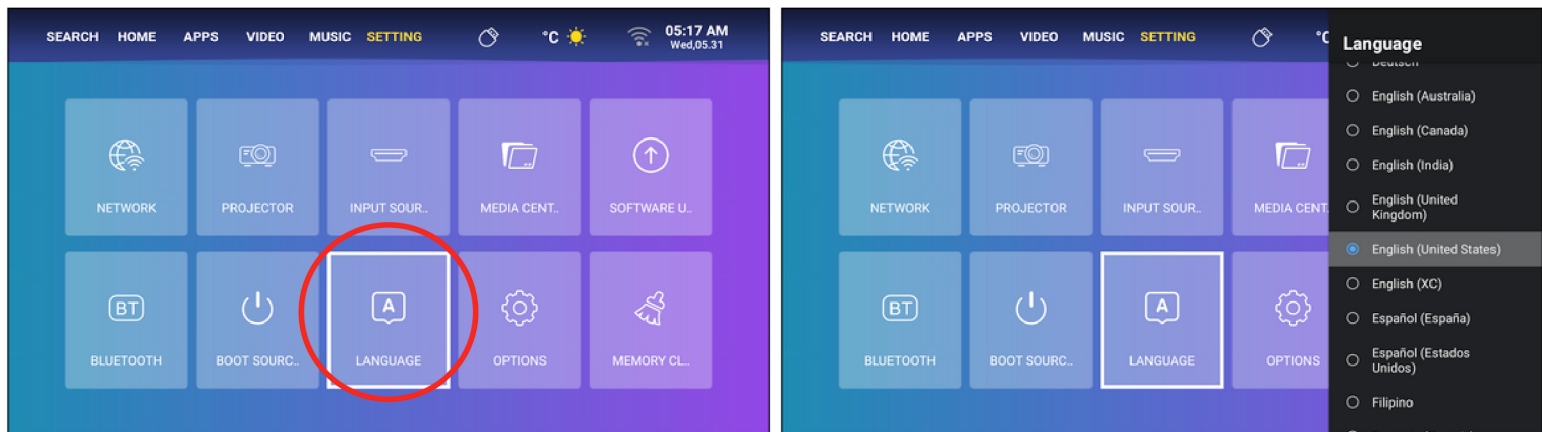 SEARCH HOME APPS VIDEO MUSIC SETTING °C 05:17 AM
Wed,05.31
NETWORK PROJECTOR INPUT SOUR.. MEDIA CENT.. SOFTWARE U..
BT A
BLUETOOTH BOOT SOURC.. LANGUAGE OPTIONS MEMORY CL..
SEARCH HOME APPS VIDEO MUSIC SETTING °C
NETWORK PROJECTOR INPUT SOUR.. MEDIA CENT.
BT A
BLUETOOTH BOOT SOURC.. LANGUAGE OPTIONS
Language
Deutsch
English (Australia)
English (Canada)
English (India)
English (United
Kingdom)
English (United States)
English (XC)
Español (España)
Español (Estados
Unidos)
Filipino